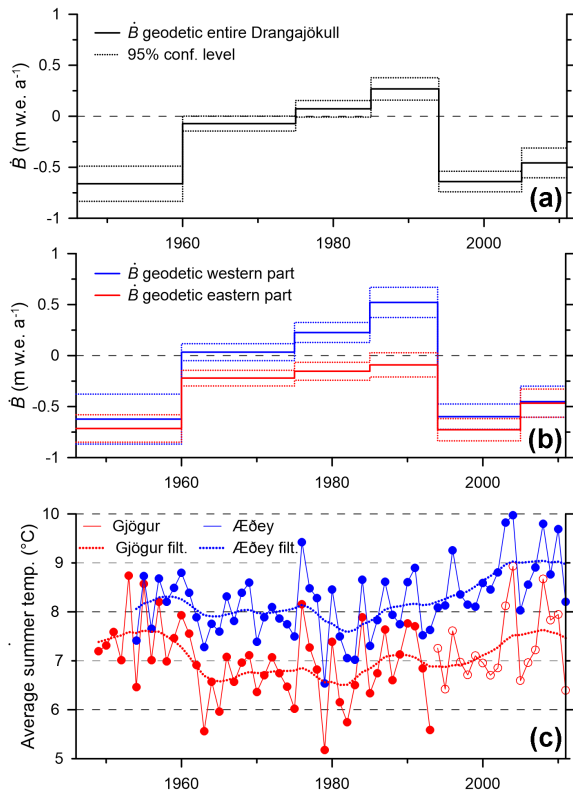 Ḃ geodetic entire Drangajökull
95% conf. level
1
0.5
0
-0.5
-1
Ḃ (m w.e. a-1)
(a)
1960 1980 2000
Ḃ geodetic western part
Ḃ geodetic eastern part
1
0.5
0
-0.5
-1
Ḃ (m w.e. a-1)
(b)
1960 1980 2000
Gjögur Æðey
Gjögur filt. Æðey filt.
10
9
8
7
6
5
Average summer temp. (°C)
(c)
1960 1980 2000